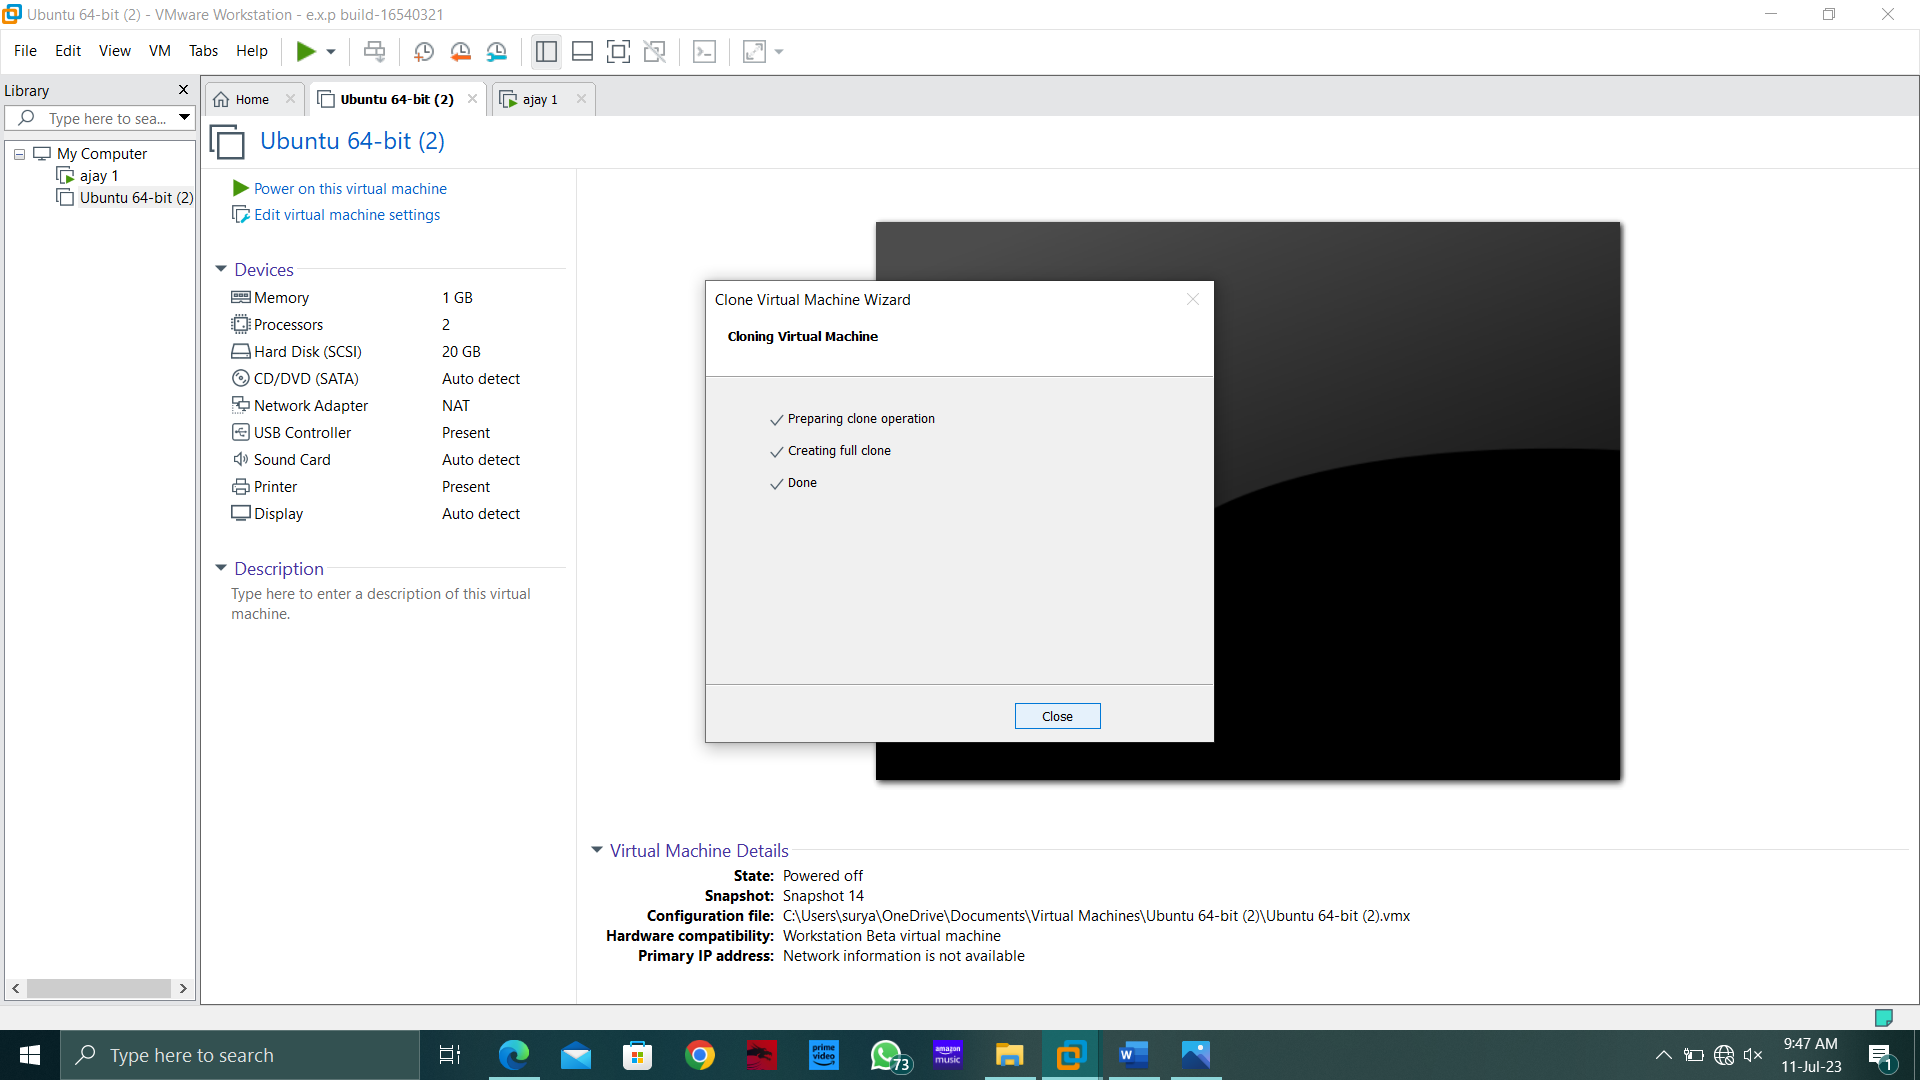 Ubuntu 64-bit (2) - VMware Workstation - e.x.p build-16540321
File Edit View VM Tabs Help
Library
Type here to sea...
My Computer
ajay 1
Ubuntu 64-bit (2)
Home
Ubuntu 64-bit (2)
ajay 1
Ubuntu 64-bit (2)
Power on this virtual machine
Edit virtual machine settings
Devices
Memory 1 GB
Processors 2
Hard Disk (SCSI) 20 GB
CD/DVD (SATA) Auto detect
Network Adapter NAT
USB Controller Present
Sound Card Auto detect
Printer Present
Display Auto detect
Description
Type here to enter a description of this virtual
machine.
Clone Virtual Machine Wizard
Cloning Virtual Machine
Preparing clone operation
Creating full clone
Done
Close
Virtual Machine Details
State: Powered off
Snapshot: Snapshot 14
Configuration file: C:\Users\surya\OneDrive\Documents\Virtual Machines\Ubuntu 64-bit (2)\Ubuntu 64-bit (2).vmx
Hardware compatibility: Workstation Beta virtual machine
Primary IP address: Network information is not available
Type here to search
prime
video
73
amazon
music
W
9:47 AM
11-Jul-23
1